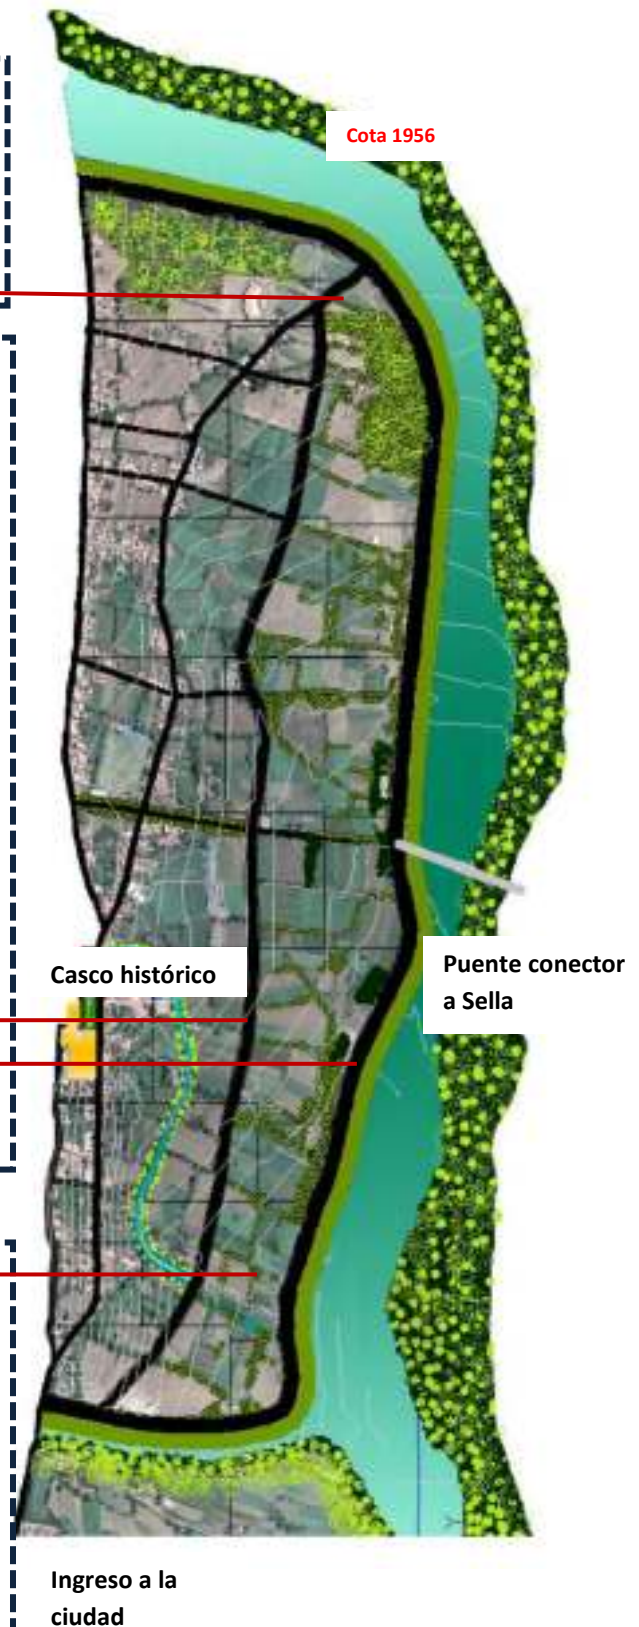 Cota 1956
Casco histórico
Puente conector
a Sella
Ingreso a la
ciudad